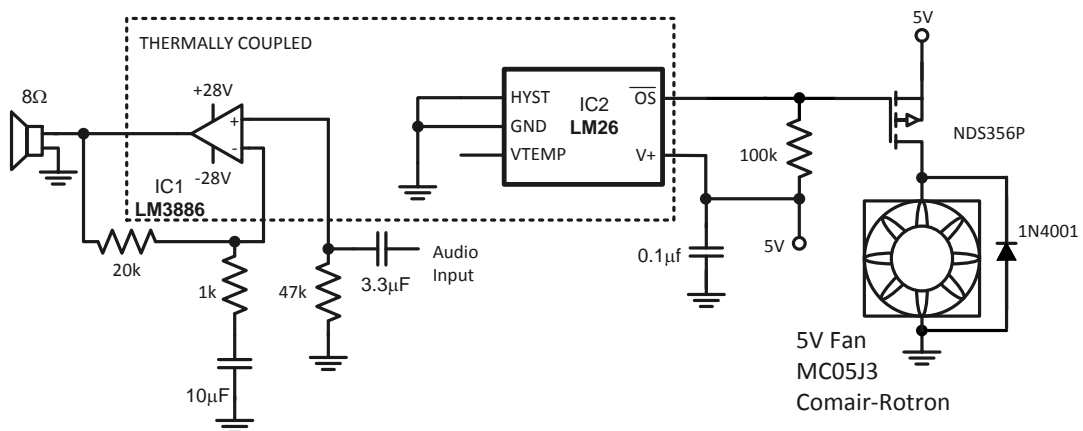 THERMALLY COUPLED
5V
8Ω
+28V
HYST
OS
IC2
LM26
GND
VTEMP
V+
+
-
-28V
IC1
LM3886
100k
NDS356P
20k
1k
47k
3.3µF
Audio
Input
0.1µf
5V
1N4001
10µF
5V Fan
MC05J3
Comair-Rotron